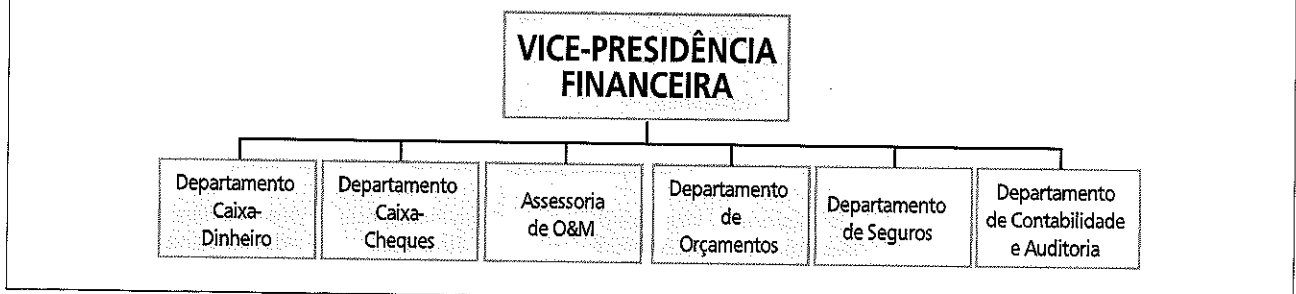 VICE-PRESIDÊNCIA
FINANCEIRA
Departamento
Caixa-
Dinheiro
Departamento
Caixa-
Cheques
Assessoria
de O&M
Departamento
de
Orçamentos
Departamento
de Seguros
Departamento
de Contabilidade
e Auditoria